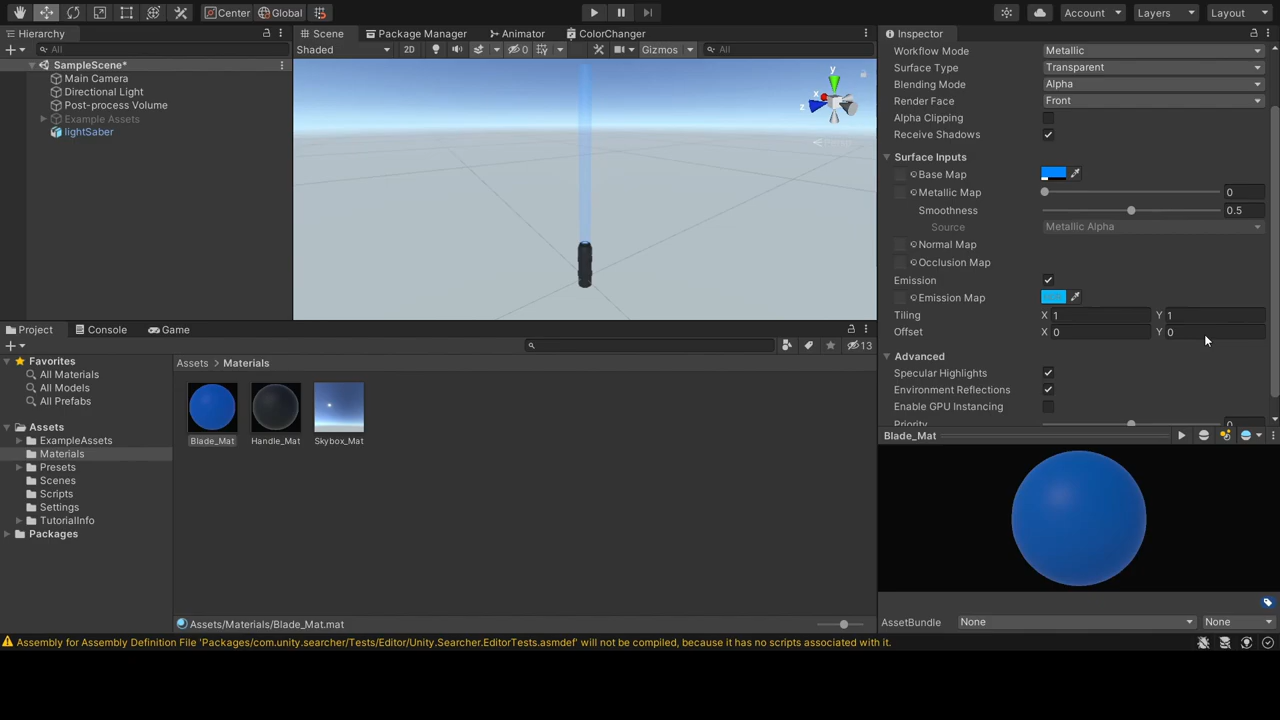 Center
Global
Account
Layers
Layout
Hierarchy
All
SampleScene*
Main Camera
Directional Light
Post-process Volume
Example Assets
lightSaber
Scene
Package Manager
Animator
ColorChanger
Shaded
2D
0
Gizmos
All
y
x
z
Persp
Inspector
Workflow Mode Metallic
Surface Type Transparent
Blending Mode Alpha
Render Face Front
Alpha Clipping
Receive Shadows
Surface Inputs
Base Map
Metallic Map 0
Smoothness 0.5
Source Metallic Alpha
Normal Map
Occlusion Map
Emission
Emission Map
Tiling X 1 Y 1
Offset X 0 Y 0
Advanced
Specular Highlights
Environment Reflections
Enable GPU Instancing
Priority 0
Blade_Mat
AssetBundle None None
Project
Console
Game
13
Favorites
All Materials
All Models
All Prefabs
Assets
ExampleAssets
Materials
Presets
Scenes
Scripts
Settings
TutorialInfo
Packages
Assets > Materials
Blade_Mat
Handle_Mat
Skybox_Mat
Assets/Materials/Blade_Mat.mat
Assembly for Assembly Definition File 'Packages/com.unity.searcher/Tests/Editor/Unity.Searcher.EditorTests.asmdef' will not be compiled, because it has no scripts associated with it.